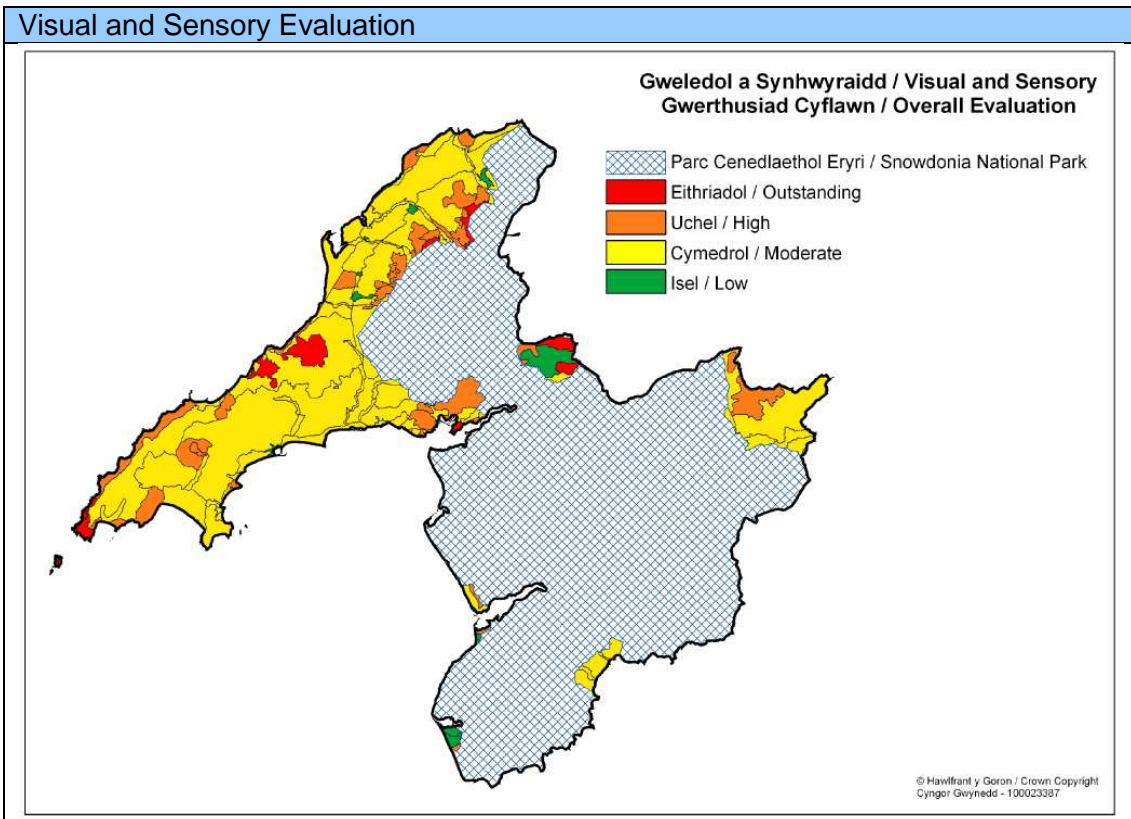 Visual and Sensory Evaluation
Gweledol a Synhwyraidd / Visual and Sensory
Gwerthusiad Cyflawn / Overall Evaluation
Parc Cenedlaethol Eryri / Snowdonia National Park
Eithriadol / Outstanding
Uchel / High
Cymedrol / Moderate
Isel / Low
© Hawlfrant y Goron / Crown Copyright
Cyngor Gwynedd - 100023387